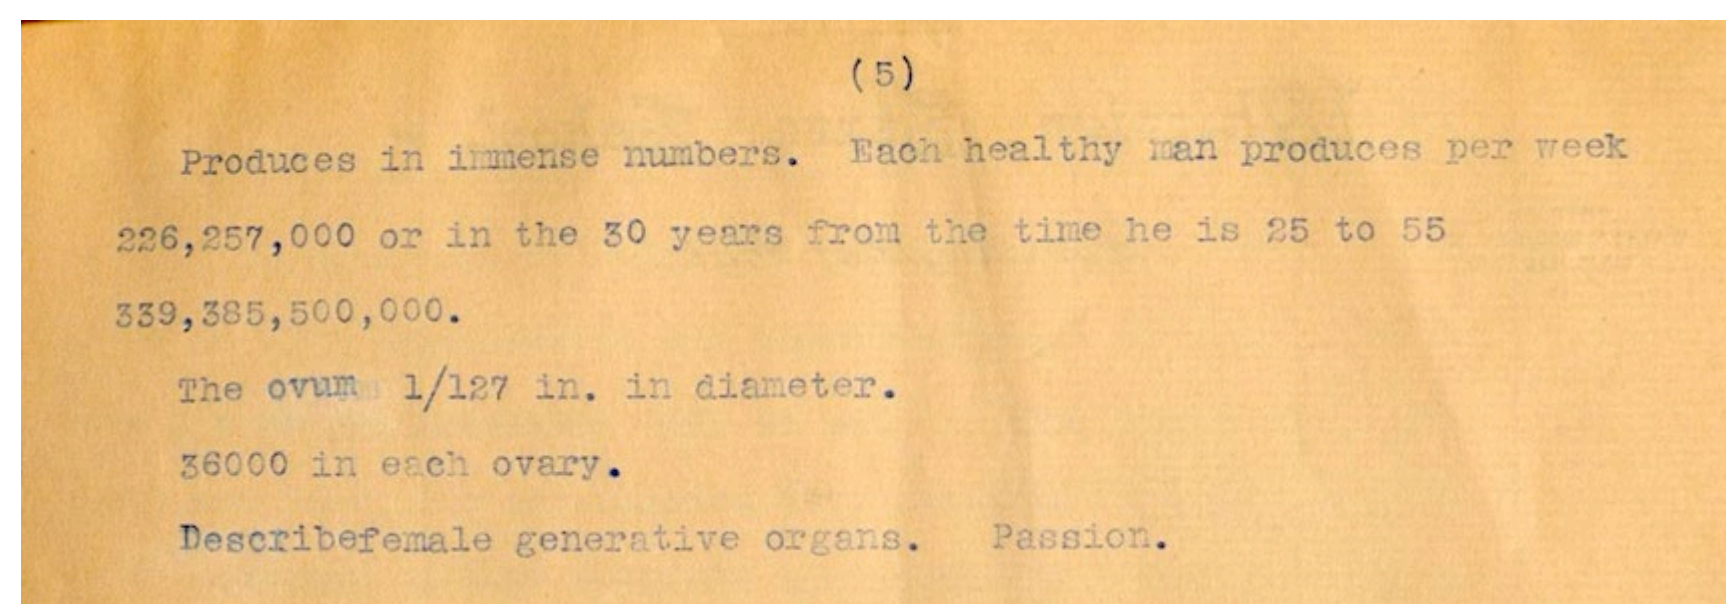 (5)
Produces in immense numbers. Each healthy man produces per week
226,257,000 or in the 30 years from the time he is 25 to 55
339,385,500,000.
The ovum 1/127 in. in diameter.
36000 in each ovary.
Describefemale generative organs. Passion.